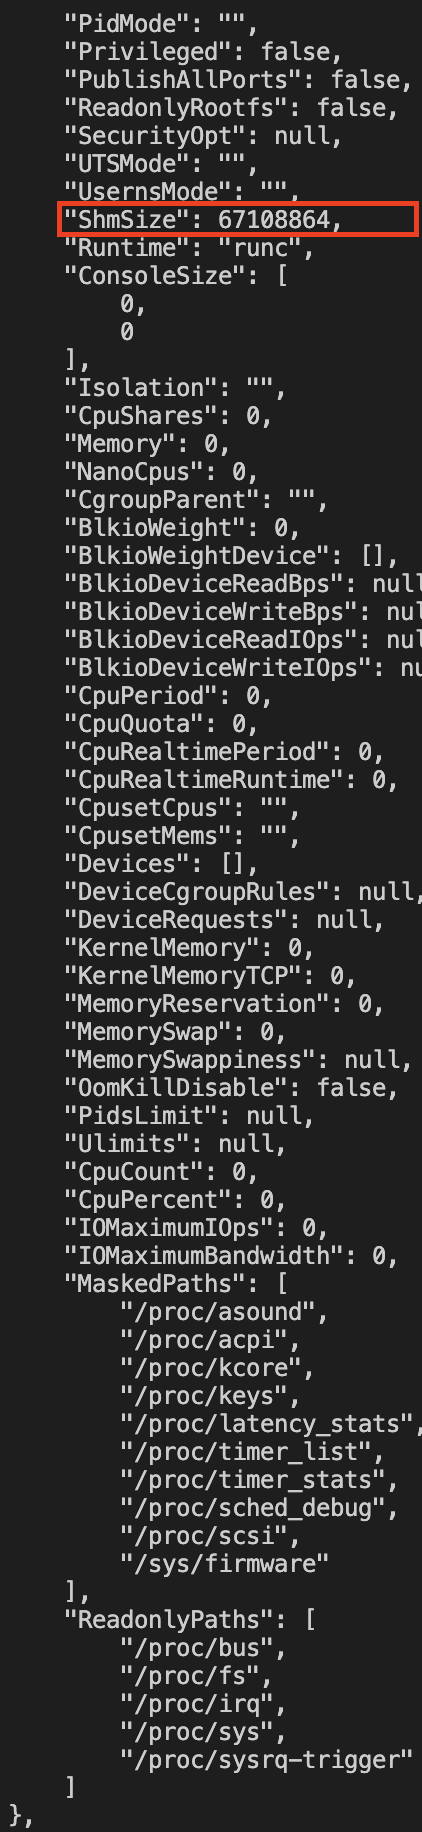 "PidMode": "",
"Privileged": false,
"PublishAllPorts": false,
"ReadonlyRootfs": false,
"SecurityOpt": null,
"UTSMode": "",
"UsernsMode": "",
"ShmSize": 67108864,
"Runtime": "runc",
"ConsoleSize": [
0,
0
],
"Isolation": "",
"CpuShares": 0,
"Memory": 0,
"NanoCpus": 0,
"CgroupParent": "",
"BlkioWeight": 0,
"BlkioWeightDevice": [],
"BlkioDeviceReadBps": null
"BlkioDeviceWriteBps": nul
"BlkioDeviceReadIOps": nul
"BlkioDeviceWriteIOps": nu
"CpuPeriod": 0,
"CpuQuota": 0,
"CpuRealtimePeriod": 0,
"CpuRealtimeRuntime": 0,
"CpusetCpus": "",
"CpusetMems": "",
"Devices": [],
"DeviceCgroupRules": null,
"DeviceRequests": null,
"KernelMemory": 0,
"KernelMemoryTCP": 0,
"MemoryReservation": 0,
"MemorySwap": 0,
"MemorySwappiness": null,
"OomKillDisable": false,
"PidsLimit": null,
"Ulimits": null,
"CpuCount": 0,
"CpuPercent": 0,
"IOMaximumIOps": 0,
"IOMaximumBandwidth": 0,
"MaskedPaths": [
"/proc/asound",
"/proc/acpi",
"/proc/kcore",
"/proc/keys",
"/proc/latency_stats",
"/proc/timer_list",
"/proc/timer_stats",
"/proc/sched_debug",
"/proc/scsi",
"/sys/firmware"
],
"ReadonlyPaths": [
"/proc/bus",
"/proc/fs",
"/proc/irq",
"/proc/sys",
"/proc/sysrq-trigger"
]
},